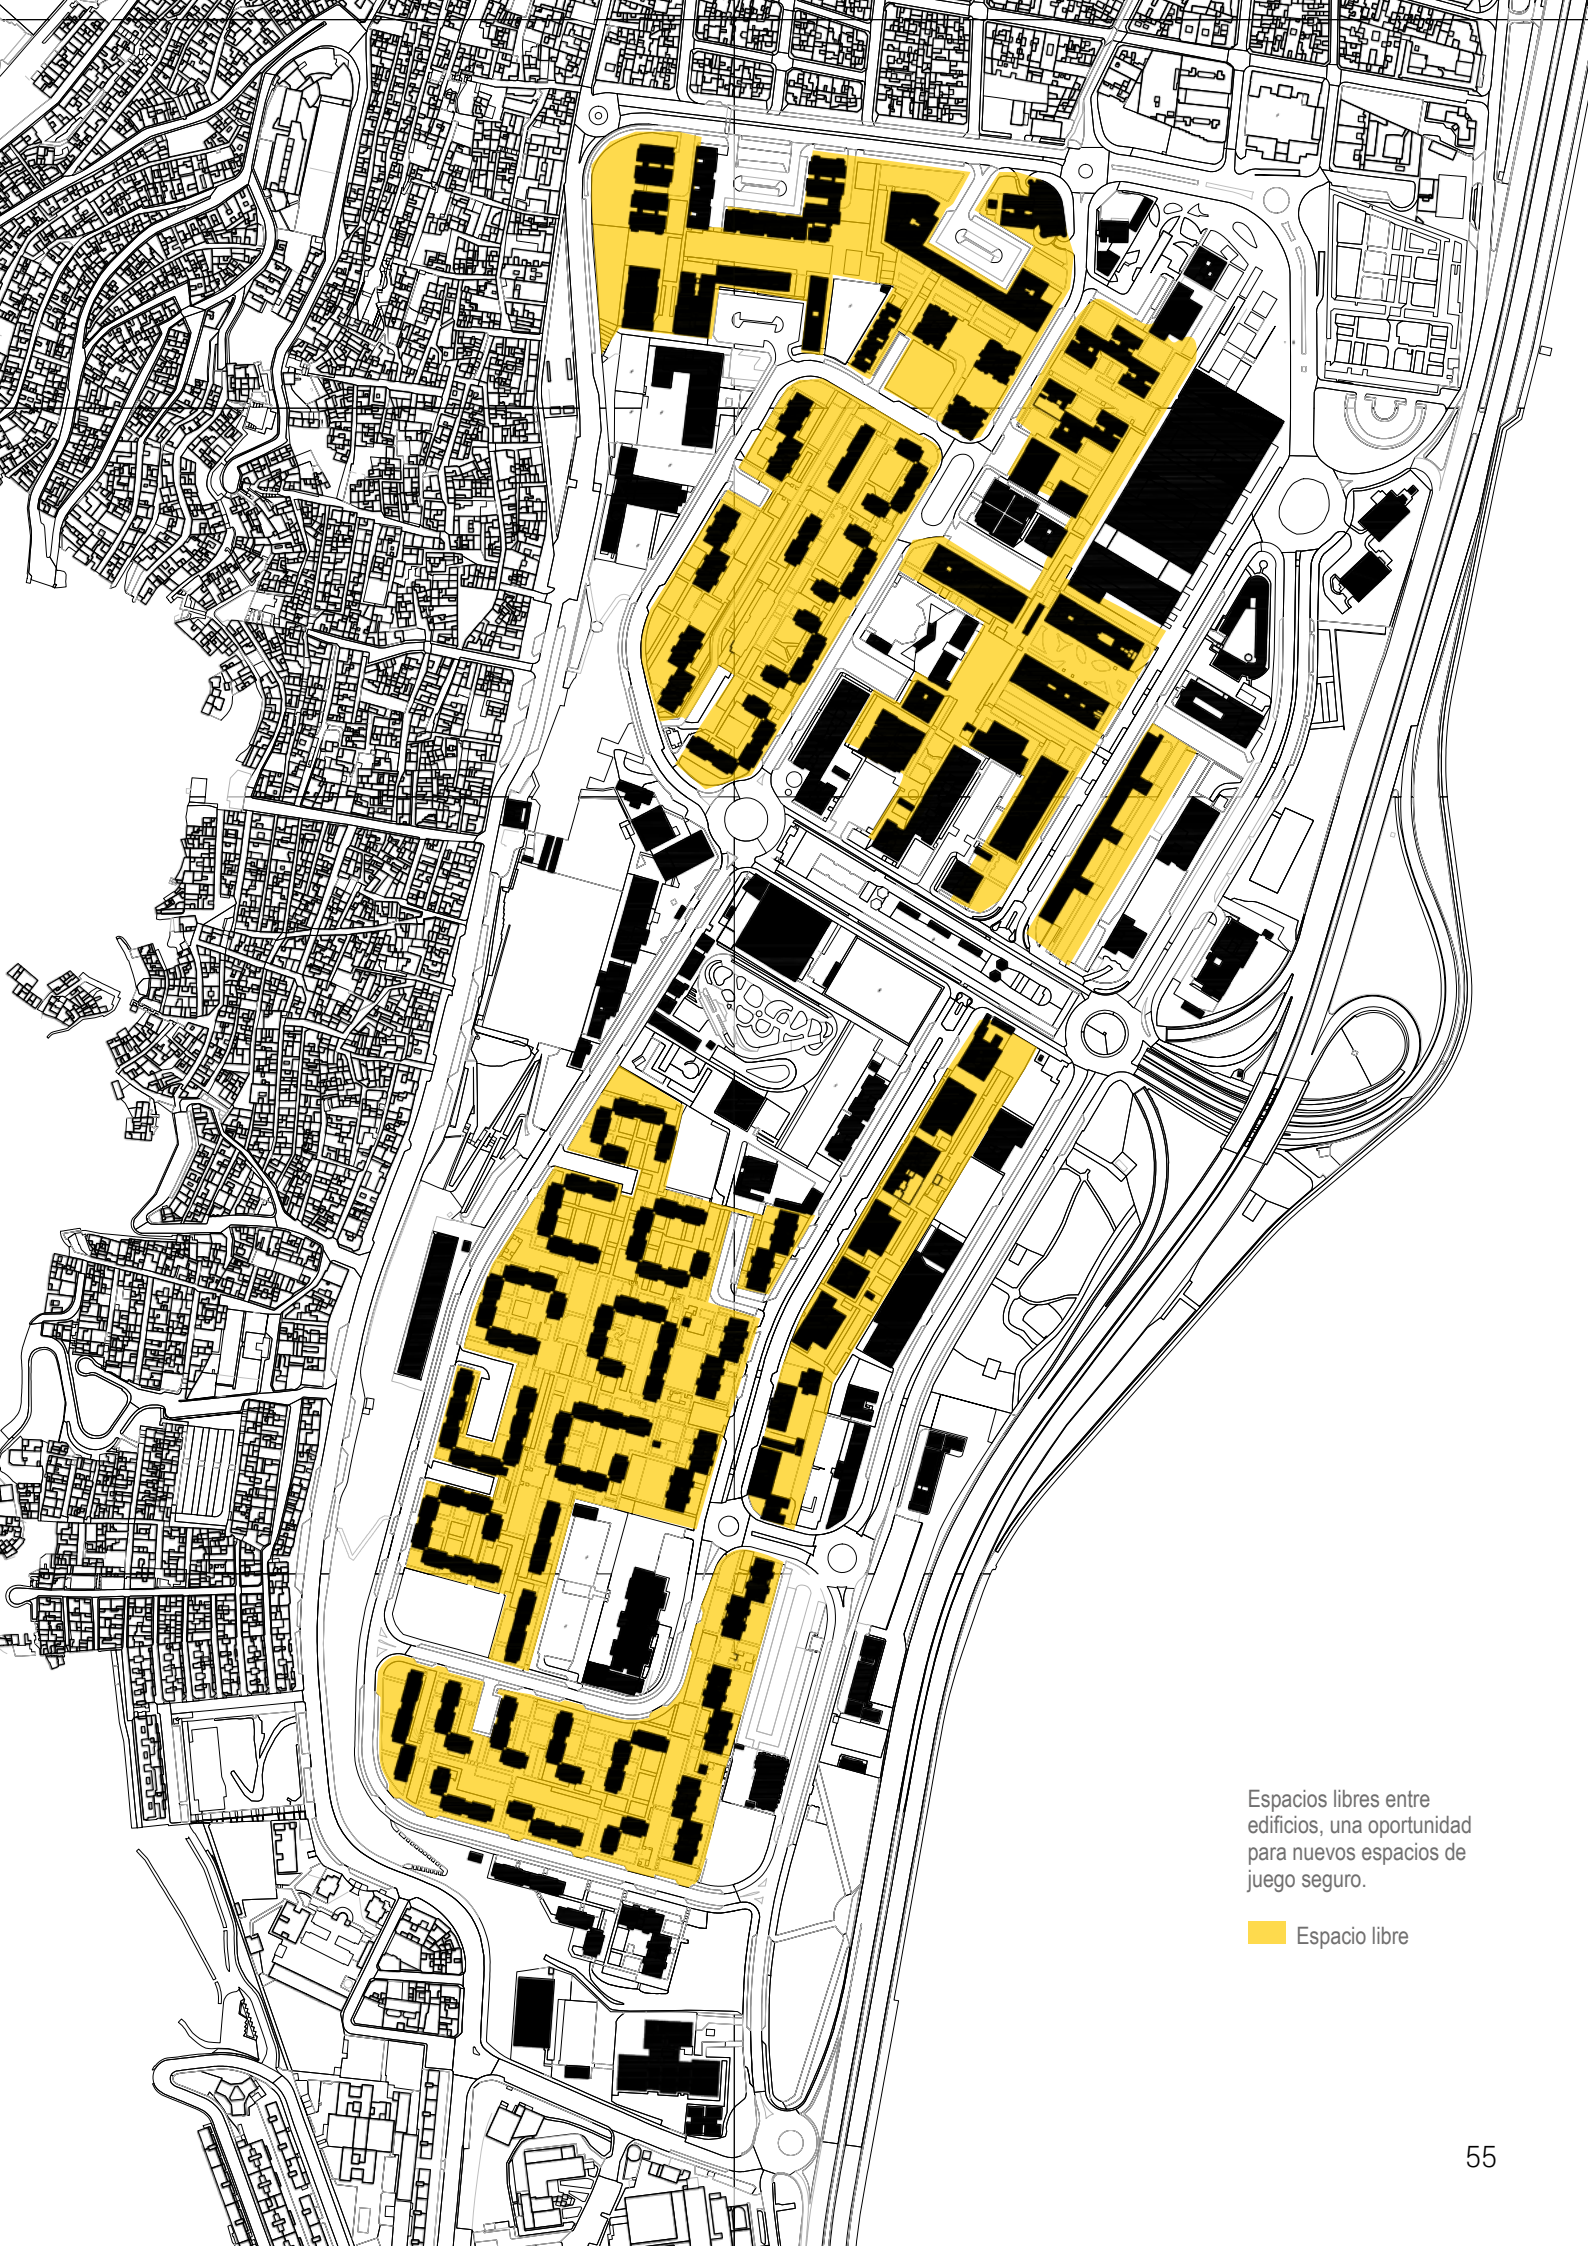 Espacios libres entre
edificios, una oportunidad
para nuevos espacios de
juego seguro.
Espacio libre
55